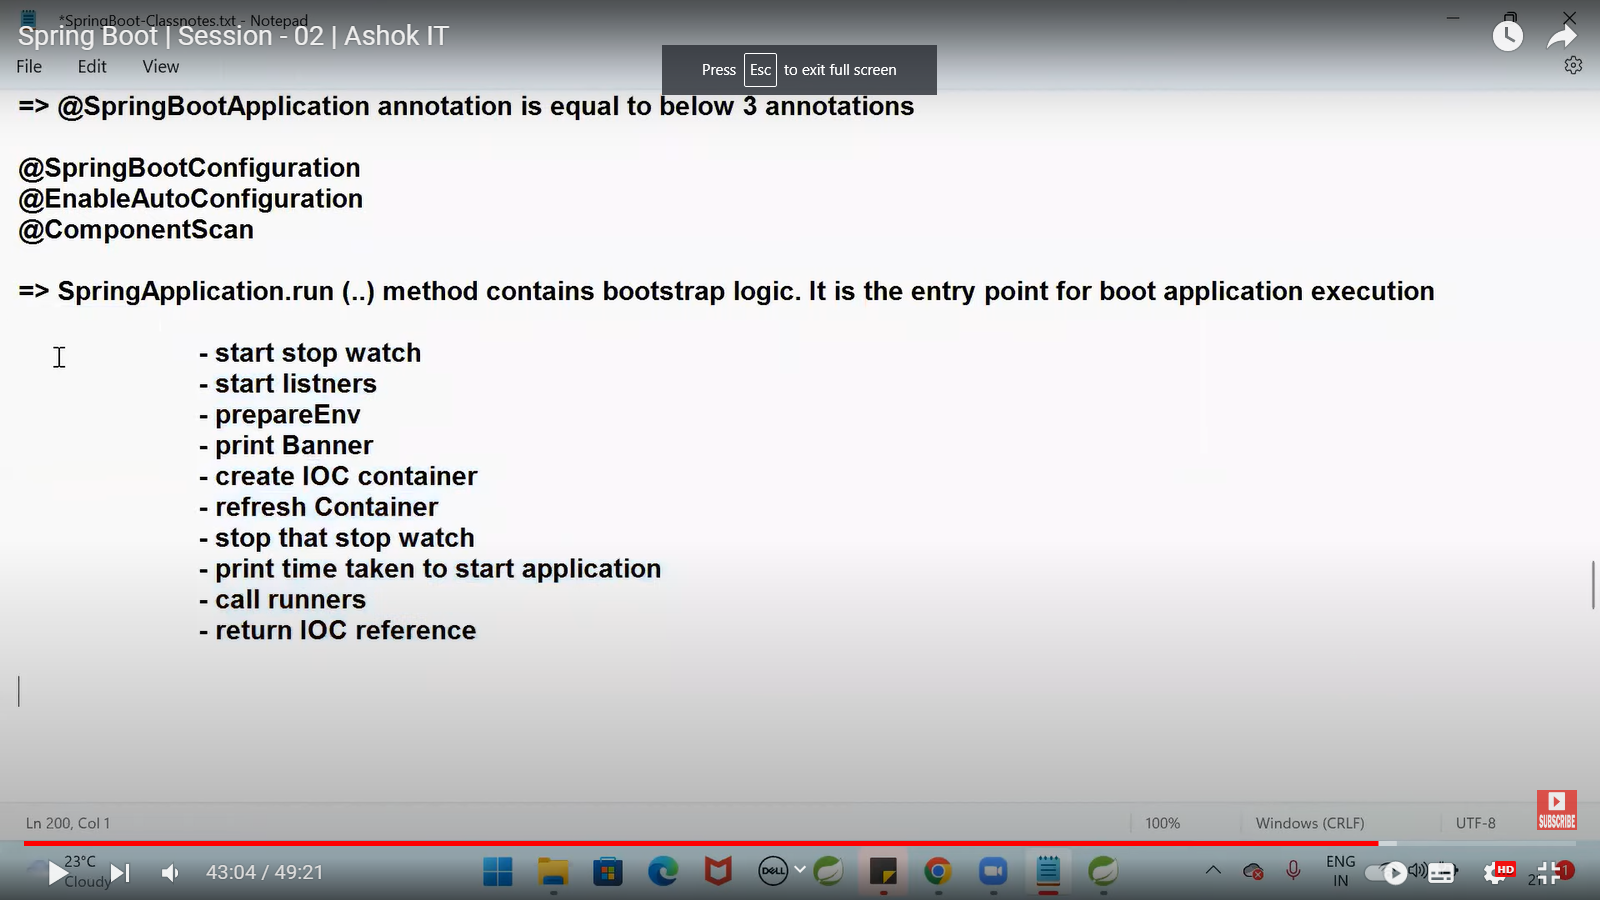 *SpringBoot-Classnotes.txt - Notepad
Spring Boot | Session - 02 | Ashok IT
File Edit View
Press Esc to exit full screen
=> @SpringBootApplication annotation is equal to below 3 annotations
@SpringBootConfiguration
@EnableAutoConfiguration
@ComponentScan
=> SpringApplication.run (..) method contains bootstrap logic. It is the entry point for boot application execution
- start stop watch
- start listners
- prepareEnv
- print Banner
- create IOC container
- refresh Container
- stop that stop watch
- print time taken to start application
- call runners
- return IOC reference
SUBSCRIBE
Ln 200, Col 1 100% Windows (CRLF) UTF-8
23°C
Cloudy
43:04 / 49:21
DELL
ENG
IN
HD
1